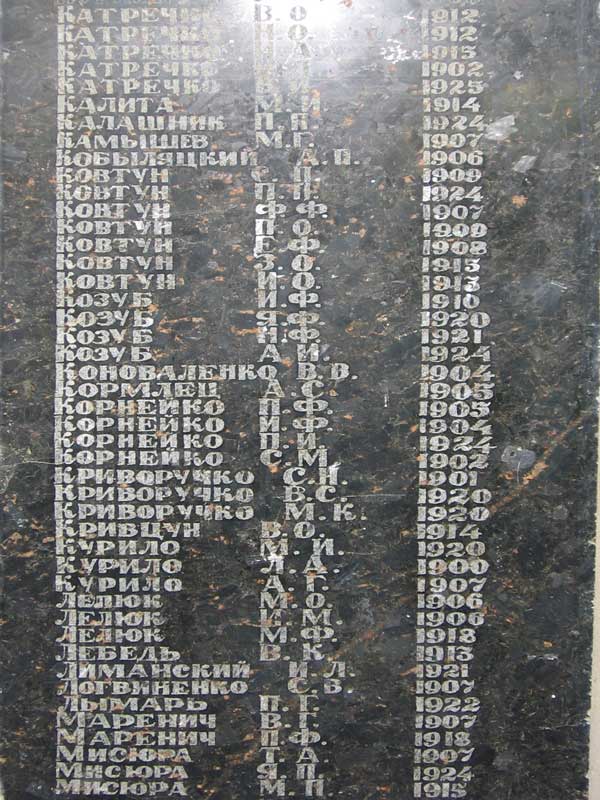 КАТРЕЧКО В. О 1912
КАТРЕЧКО О. 1912
КАТРЕЧКО 1915
КАТРЕЧКО 1902
КАТРЕЧКО 1925
КАЛИТА М. И. 1914
КАЛАШНИК П. Н. 1924
КАМЫШЕВ М. Г. 1907
КОБЫЛЯЦКИЙ А. П. 1906
КОВТУН П. 1909
КОВТУН П. П. 1924
КОВТУН Ф. Ф. 1907
КОВТУН П. О 1909
КОВТУН Е. Ф 1908
КОВТУН З. О. 1913
КОВТУН И. О. 1913
КОЗУБ И. Ф. 1910
КОЗУБ Я. Ф. 1920
КОЗУБ Н. Ф. 1921
КОЗУБ А. И. 1924
КОНОВАЛЕНКО В. В. 1904
КОРМЛЕЦ А. С. 1905
КОРНЕЙКО П. Ф. 1905
КОРНЕЙКО И. Ф. 1904
КОРНЕЙКО П. И. 1924
КОРНЕЙКО С. М. 1902
КРИВОРУЧКО С. Н. 1901
КРИВОРУЧКО В. С. 1920
КРИВОРУЧКО М. К. 1920
КРИВЦУН В. О. 1914
КУРИЛО М. И. 1920
КУРИЛО Л. А. 1900
КУРИЛО А. Г. 1907
ЛЕДЮК М. О 1906
ЛЕДЮК И. М. 1906
ЛЕДЮК М. Ф. 1918
ЛЕБЕДЬ В. К. 1913
ЛИМАНСКИЙ И. Л. 1921
ЛОГВИНЕНКО С. В. 1907
ЛЫМАРЬ П. Г. 1922
МАРЕНИЧ В. Г. 1907
МАРЕНИЧ П. Ф. 1918
МИСЮРА Т. А. 1907
МИСЮРА Я. П 1924
МИСЮРА М. П 1915